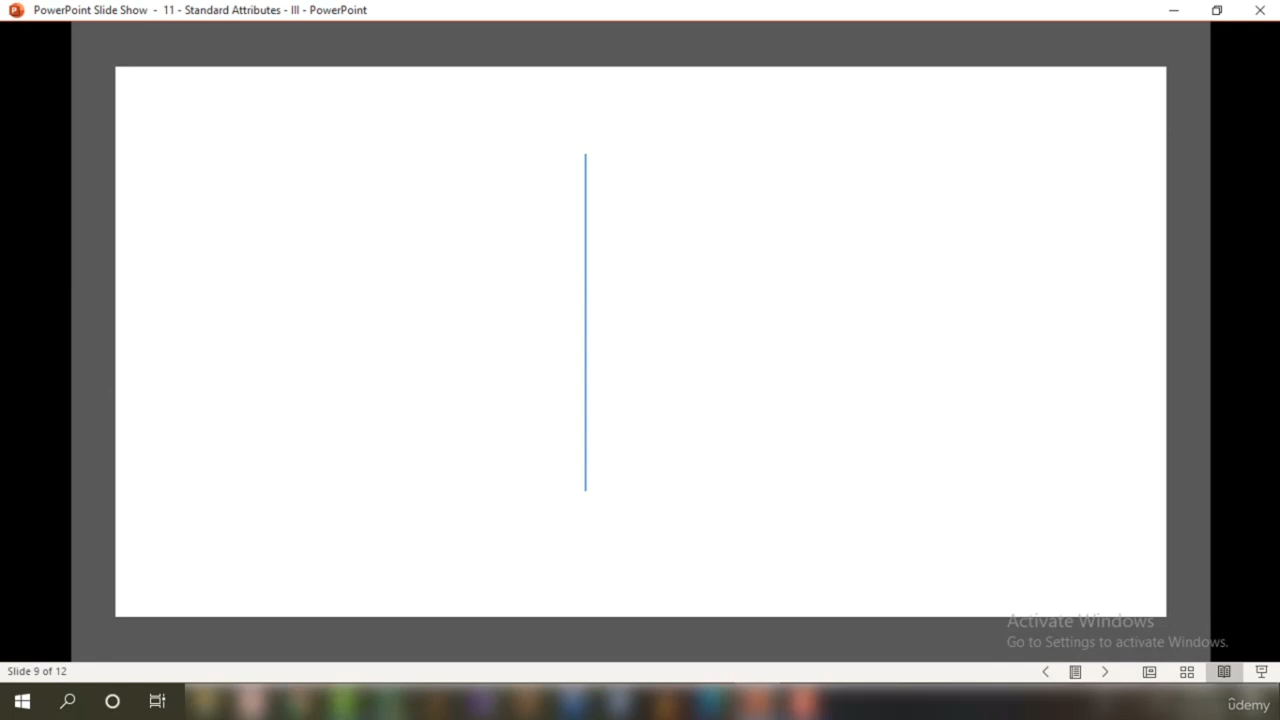 PowerPoint Slide Show - 11 - Standard Attributes - III - PowerPoint
Activate Windows
Go to Settings to activate Windows.
Slide 9 of 12
ûdemy